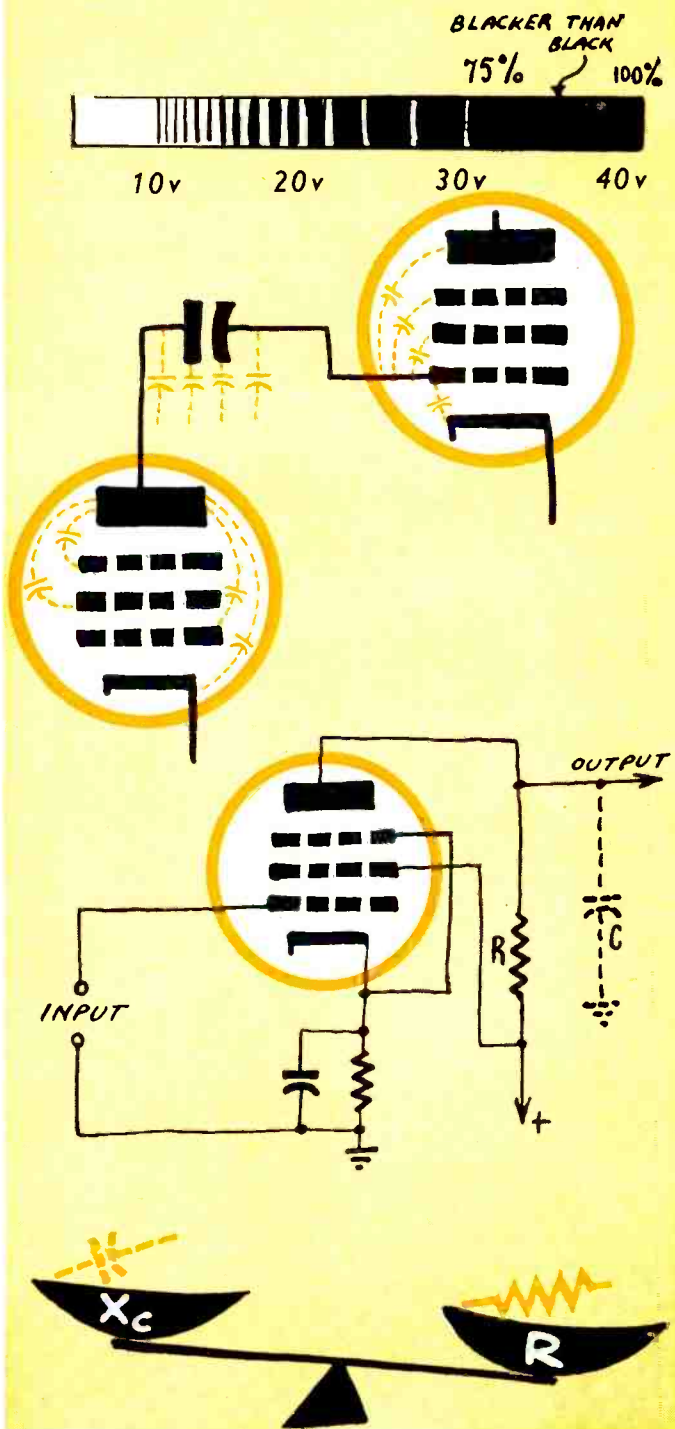 BLACKER THAN
BLACK
75% 100%
10v 20v 30v 40v
OUTPUT
C
R
INPUT
+
Xc R